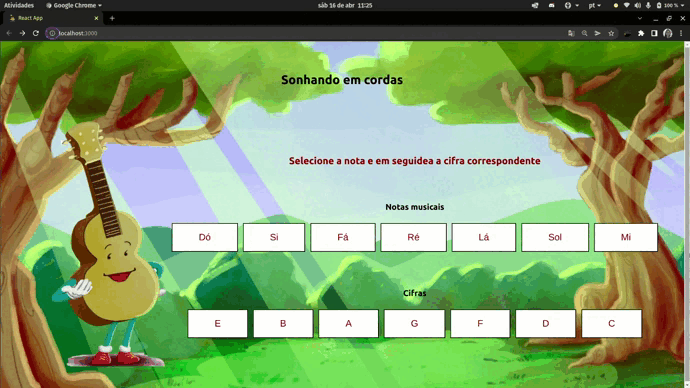 Atividades Google Chrome sáb 16 de abr 11:25 pt 100 %
React App
localhost:3000
Sonhando em cordas
Selecione a nota e em seguidea a cifra correspondente
Notas musicais
Dó Si Fá Ré Lá Sol Mi
Cifras
E B A G F D C